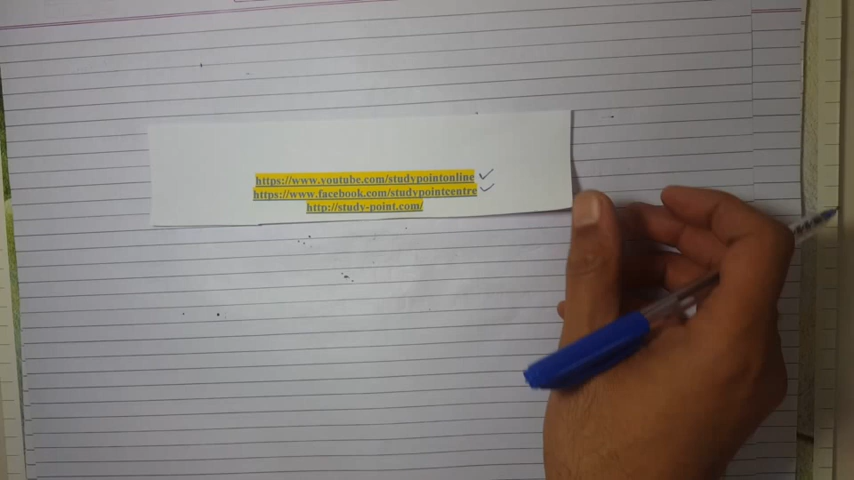 https://www.youtube.com/studypointonline ✓
https://www.facebook.com/studypointcentre ✓
http://study-point.com/